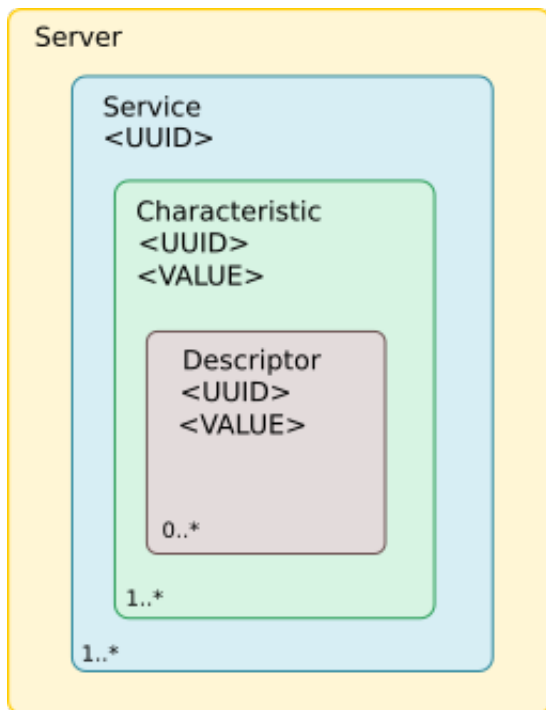 Server
Service
<UUID>
Characteristic
<UUID>
<VALUE>
Descriptor
<UUID>
<VALUE>
0..*
1..*
1..*